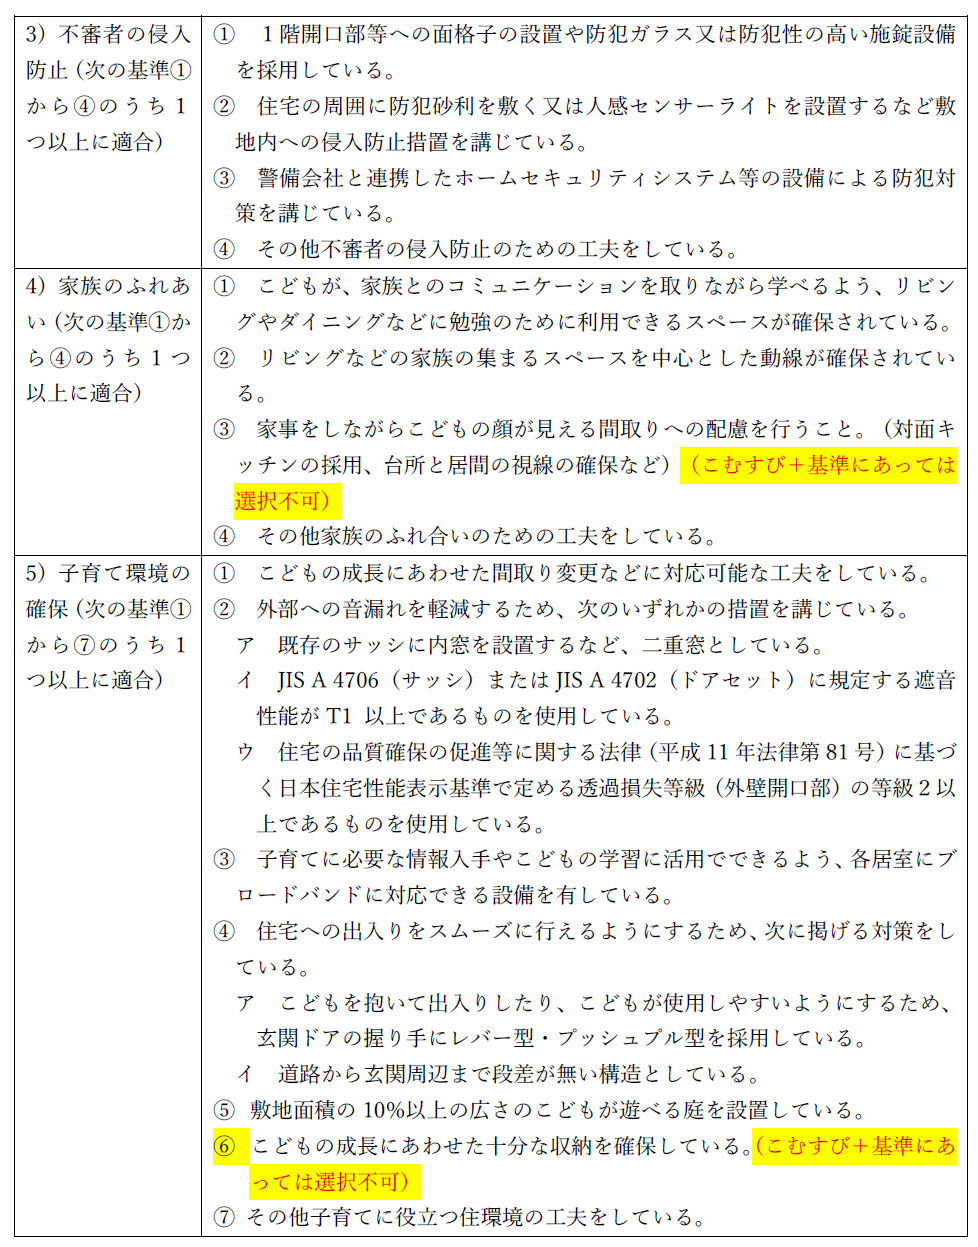 3）不審者の侵入
防止（次の基準①
から④のうち１
つ以上に適合）
①　１階開口部等への面格子の設置や防犯ガラス又は防犯性の高い施錠設備
を採用している。
②　住宅の周囲に防犯砂利を敷く又は人感センサーライトを設置するなど敷
地内への侵入防止措置を講じている。
③　警備会社と連携したホームセキュリティシステム等の設備による防犯対
策を講じている。
④　その他不審者の侵入防止のための工夫をしている。
4）家族のふれあ
い（次の基準①か
ら④のうち１つ
以上に適合）
①　こどもが、家族とのコミュニケーションを取りながら学べるよう、リビン
グやダイニングなどに勉強のために利用できるスペースが確保されている。
②　リビングなどの家族の集まるスペースを中心とした動線が確保されてい
る。
③　家事をしながらこどもの顔が見える間取りへの配慮を行うこと。（対面キ
ッチンの採用、台所と居間の視線の確保など）（こむすび＋基準にあっては
選択不可）
④　その他家族のふれ合いのための工夫をしている。
5）子育て環境の
確保（次の基準①
から⑦のうち１
つ以上に適合）
①　こどもの成長にあわせた間取り変更などに対応可能な工夫をしている。
②　外部への音漏れを軽減するため、次のいずれかの措置を講じている。
ア　既存のサッシに内窓を設置するなど、二重窓としている。
イ　JIS A 4706（サッシ）または JIS A 4702（ドアセット）に規定する遮音
性能が T1 以上であるものを使用している。
ウ　住宅の品質確保の促進等に関する法律（平成 11 年法律第 81 号）に基づ
く日本住宅性能表示基準で定める透過損失等級（外壁開口部）の等級２以
上であるものを使用している。
③　子育てに必要な情報入手やこどもの学習に活用でできるよう、各居室にブ
ロードバンドに対応できる設備を有している。
④　住宅への出入りをスムーズに行えるようにするため、次に掲げる対策をし
ている。
ア　こどもを抱いて出入りしたり、こどもが使用しやすいようにするため、
玄関ドアの握り手にレバー型・プッシュプル型を採用している。
イ　道路から玄関周辺まで段差が無い構造としている。
⑤ 敷地面積の 10%以上の広さのこどもが遊べる庭を設置している。
⑥ こどもの成長にあわせた十分な収納を確保している。（こむすび＋基準にあ
っては選択不可）
⑦ その他子育てに役立つ住環境の工夫をしている。